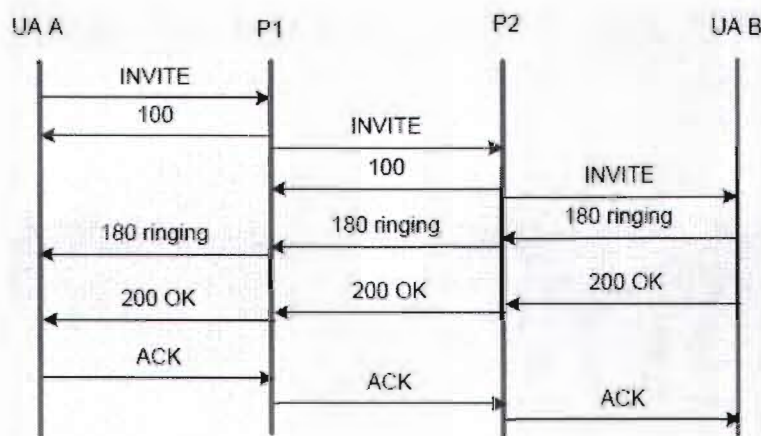 UA A
P1
P2
UA B
INVITE
100
INVITE
100
INVITE
180 ringing
180 ringing
180 ringing
200 OK
200 OK
200 OK
ACK
ACK
ACK